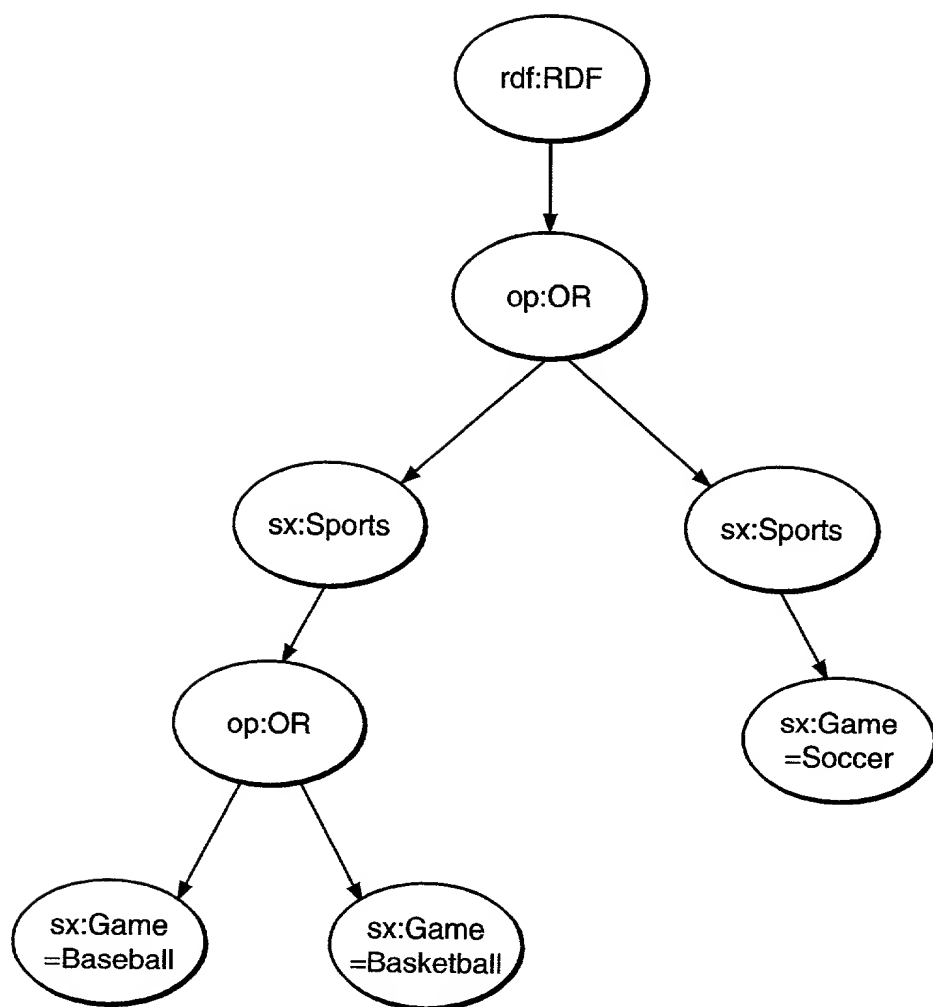 rdf:RDF
op:OR
sx:Sports
sx:Sports
op:OR
sx:Game
=Soccer
sx:Game
=Baseball
sx:Game
=Basketball